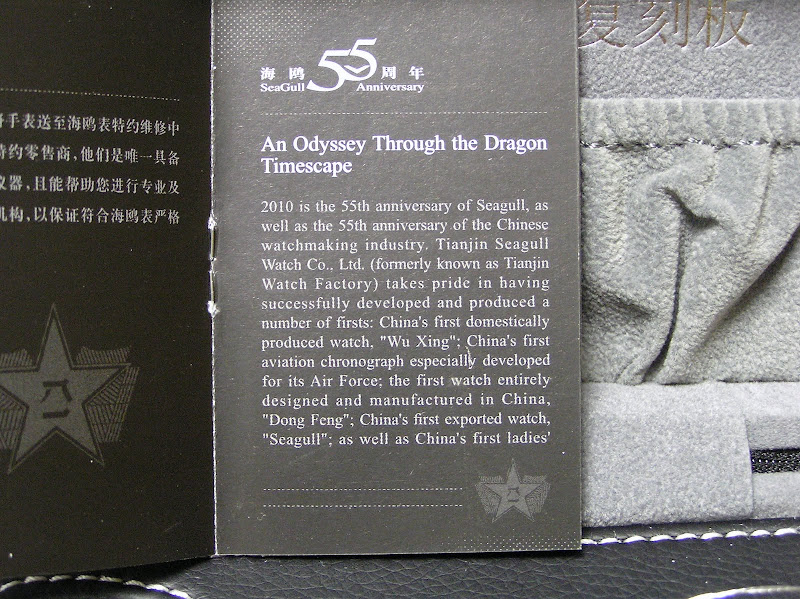 手表送至海鸥表特约维修中
特约零售商，他们是唯一具备
仪器，且能帮助您进行专业及
机构，以保证符合海鸥表严格
八一
海鸥 55 周年
SeaGull Anniversary
An Odyssey Through the Dragon
Timescape
2010 is the 55th anniversary of Seagull, as
well as the 55th anniversary of the Chinese
watchmaking industry. Tianjin Seagull
Watch Co., Ltd. (formerly known as Tianjin
Watch Factory) takes pride in having
successfully developed and produced a
number of firsts: China's first domestically
produced watch, "Wu Xing"; China's first
aviation chronograph especially developed
for its Air Force; the first watch entirely
designed and manufactured in China,
"Dong Feng"; China's first exported watch,
"Seagull"; as well as China's first ladies'
八一
复刻板